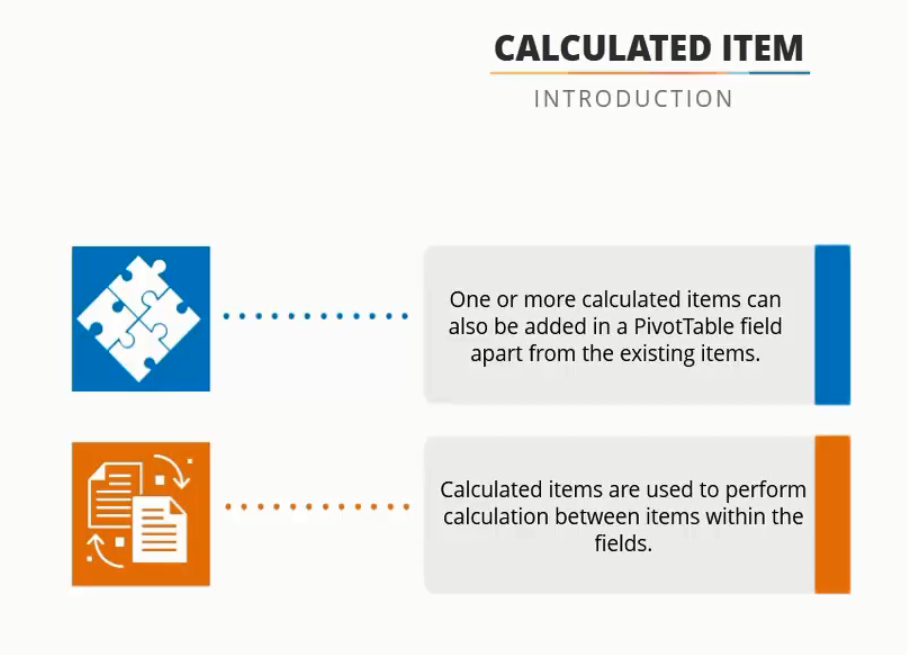 CALCULATED ITEM
INTRODUCTION
One or more calculated items can
also be added in a PivotTable field
apart from the existing items.
Calculated items are used to perform
calculation between items within the
fields.